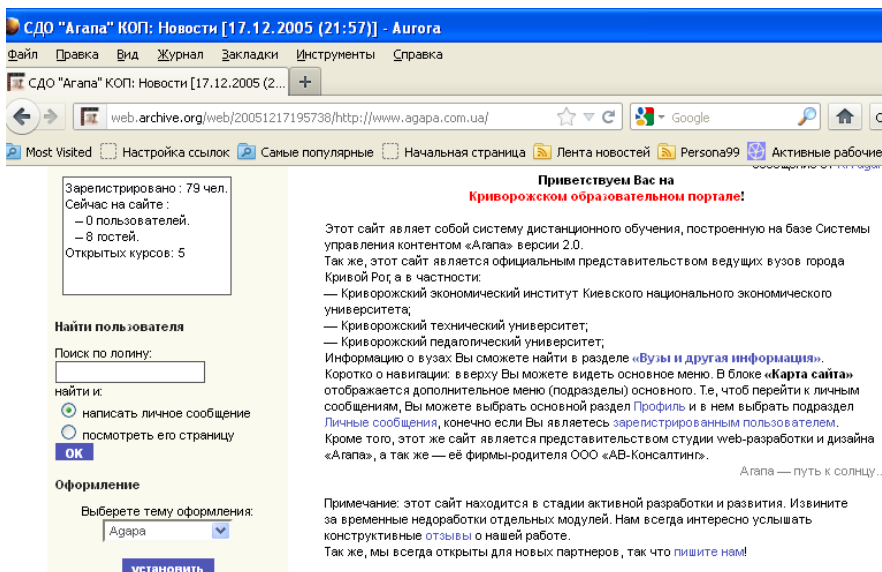 СДО "Агапа" КОП: Новости [17.12.2005 (21:57)] - Aurora
Файл Правка Вид Журнал Закладки Инструменты Справка
СДО "Агапа" КОП: Новости [17.12.2005 (2...
web.archive.org/web/20051217195738/http://www.agapa.com.ua/
Google
Most Visited Настройка ссылок Самые популярные Начальная страница Лента новостей Persona99 Активные рабочие
Зарегистрировано : 79 чел.
Сейчас на сайте :
– 0 пользователей.
– 8 гостей.
Открытых курсов: 5
Найти пользователя
Поиск по логину:
найти и:
написать личное сообщение
посмотреть его страницу
OK
Оформление
Выберете тему оформления:
Agapa
установить
Приветствуем Вас на
Криворожском образовательном портале!
Этот сайт являет собой систему дистанционного обучения, построенную на базе Системы
управления контентом «Агапа» версии 2.0.
Так же, этот сайт является официальным представительством ведущих вузов города
Кривой Рог, а в частности:
— Криворожский экономический институт Киевского национального экономического
университета;
— Криворожский технический университет;
— Криворожский педагогический университет;
Информацию о вузах Вы сможете найти в разделе «Вузы и другая информация».
Коротко о навигации: вверху Вы можете видеть основное меню. В блоке «Карта сайта»
отображается дополнительное меню (подразделы) основного. Т.е, чтоб перейти к личным
сообщениям, Вы можете выбрать основной раздел Профиль и в нем выбрать подраздел
Личные сообщения, конечно если Вы являетесь зарегистрированным пользователем.
Кроме того, этот же сайт является представительством студии web-разработки и дизайна
«Агапа», а так же — её фирмы-родителя ООО «АВ-Консалтинг».
Агапа — путь к солнцу...
Примечание: этот сайт находится в стадии активной разработки и развития. Извините
за временные недоработки отдельных модулей. Нам всегда интересно услышать
конструктивные отзывы о нашей работе.
Так же, мы всегда открыты для новых партнеров, так что пишите нам!